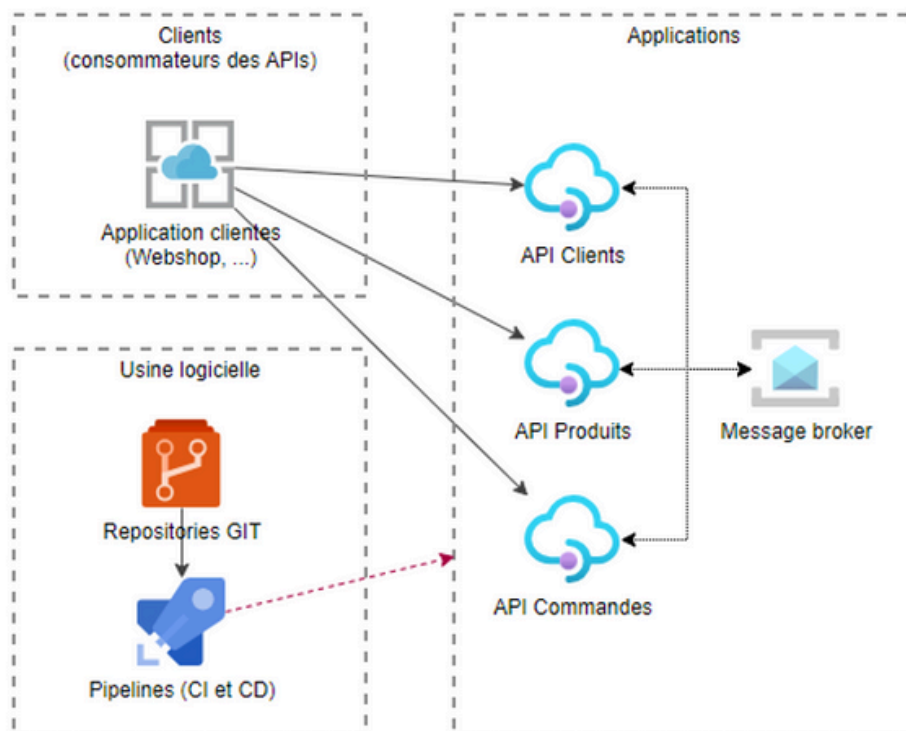 Clients
(consommateurs des APIs)
Application clientes
(Webshop, ...)
Usine logicielle
Repositories GIT
Pipelines (CI et CD)
Applications
API Clients
API Produits
Message broker
API Commandes